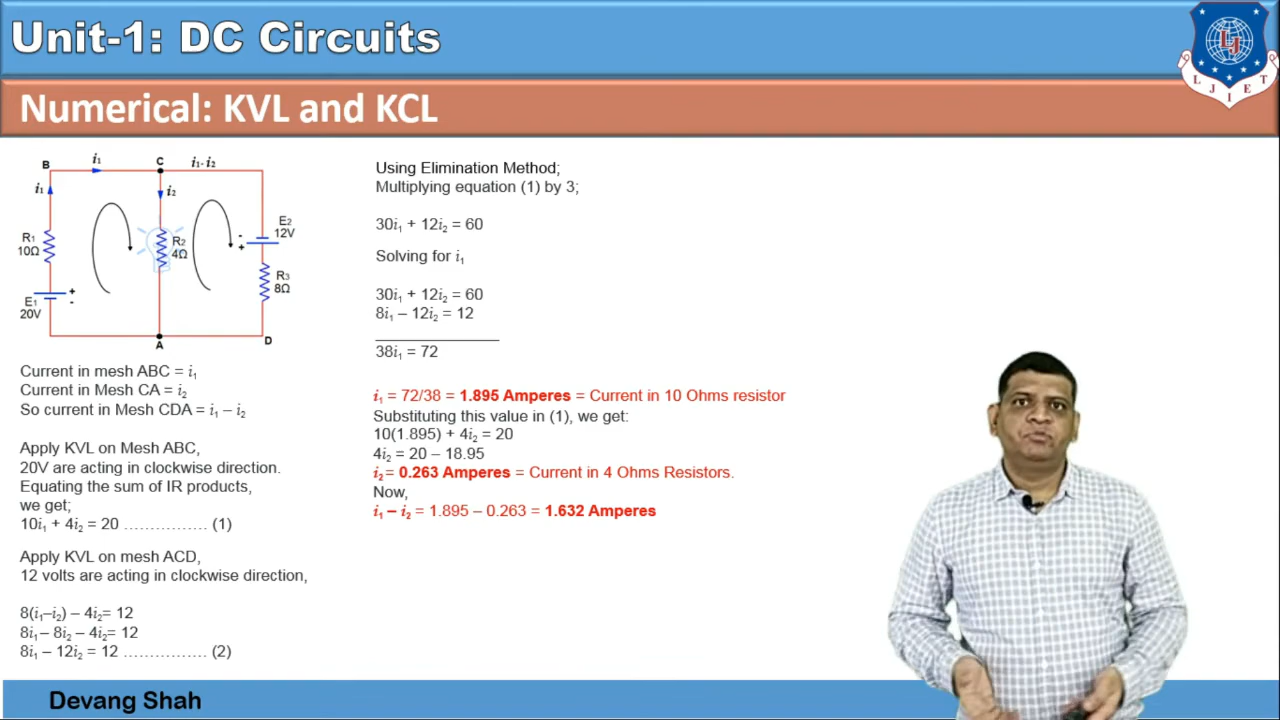 Unit-1: DC Circuits
LJIET
Numerical: KVL and KCL
B
i₁
C
i₁- i₂
i₁
i₂
R₁
10Ω
R₂
4Ω
E₂
12V
-
+
R₃
8Ω
+
-
E₁
20V
A
D
Current in mesh ABC = i₁
Current in Mesh CA = i₂
So current in Mesh CDA = i₁ – i₂
Apply KVL on Mesh ABC,
20V are acting in clockwise direction.
Equating the sum of IR products,
we get;
10i₁ + 4i₂ = 20 ................ (1)
Apply KVL on mesh ACD,
12 volts are acting in clockwise direction,
8(i₁–i₂) – 4i₂= 12
8i₁ – 8i₂ – 4i₂= 12
8i₁ – 12i₂ = 12 ................ (2)
Using Elimination Method;
Multiplying equation (1) by 3;
30i₁ + 12i₂ = 60
Solving for i₁
30i₁ + 12i₂ = 60
8i₁ – 12i₂ = 12
38i₁ = 72
i₁ = 72/38 = 1.895 Amperes = Current in 10 Ohms resistor
Substituting this value in (1), we get:
10(1.895) + 4i₂ = 20
4i₂ = 20 – 18.95
i₂ = 0.263 Amperes = Current in 4 Ohms Resistors.
Now,
i₁ – i₂ = 1.895 – 0.263 = 1.632 Amperes
Devang Shah